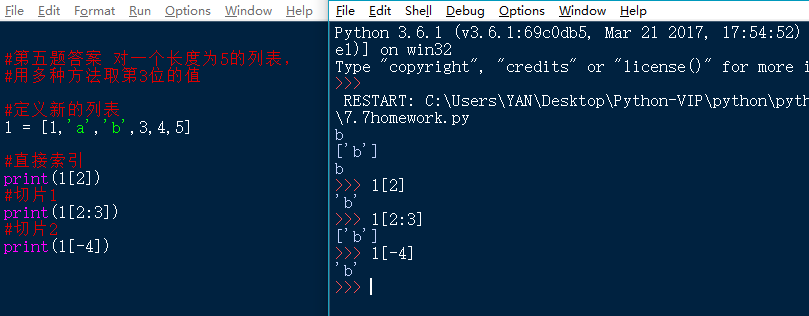 File Edit Format Run Options Window Help
#第五题答案 对一个长度为5的列表，
#用多种方法取第3位的值
#定义新的列表
l = [1,'a','b',3,4,5]
#直接索引
print(l[2])
#切片1
print(l[2:3])
#切片2
print(l[-4])
File Edit Shell Debug Options Window Help
Python 3.6.1 (v3.6.1:69c0db5, Mar 21 2017, 17:54:52)
el)] on win32
Type "copyright", "credits" or "license()" for more i
>>>
RESTART: C:\Users\YAN\Desktop\Python-VIP\python\pyth
\7.7homework.py
b
['b']
b
>>> l[2]
'b'
>>> l[2:3]
['b']
>>> l[-4]
'b'
>>>